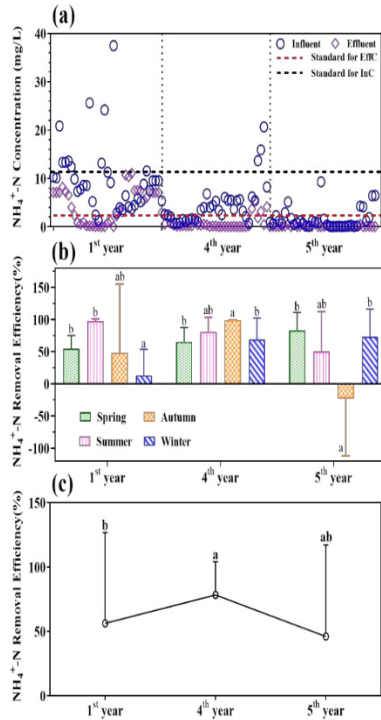 (a)
NH₄⁺-N Concentration (mg/L)
40
30
20
10
0
Influent
Effluent
Standard for EffC
Standard for InC
1st year
4th year
5th year
(b)
NH₄⁺-N Removal Efficiency(%)
150
100
50
0
-50
-100
b
b
ab
a
b
ab
a
b
b
ab
a
b
Spring
Autumn
Summer
Winter
1st year
4th year
5th year
(c)
NH₄⁺-N Removal Efficiency(%)
150
100
50
0
b
a
ab
1st year
4th year
5th year